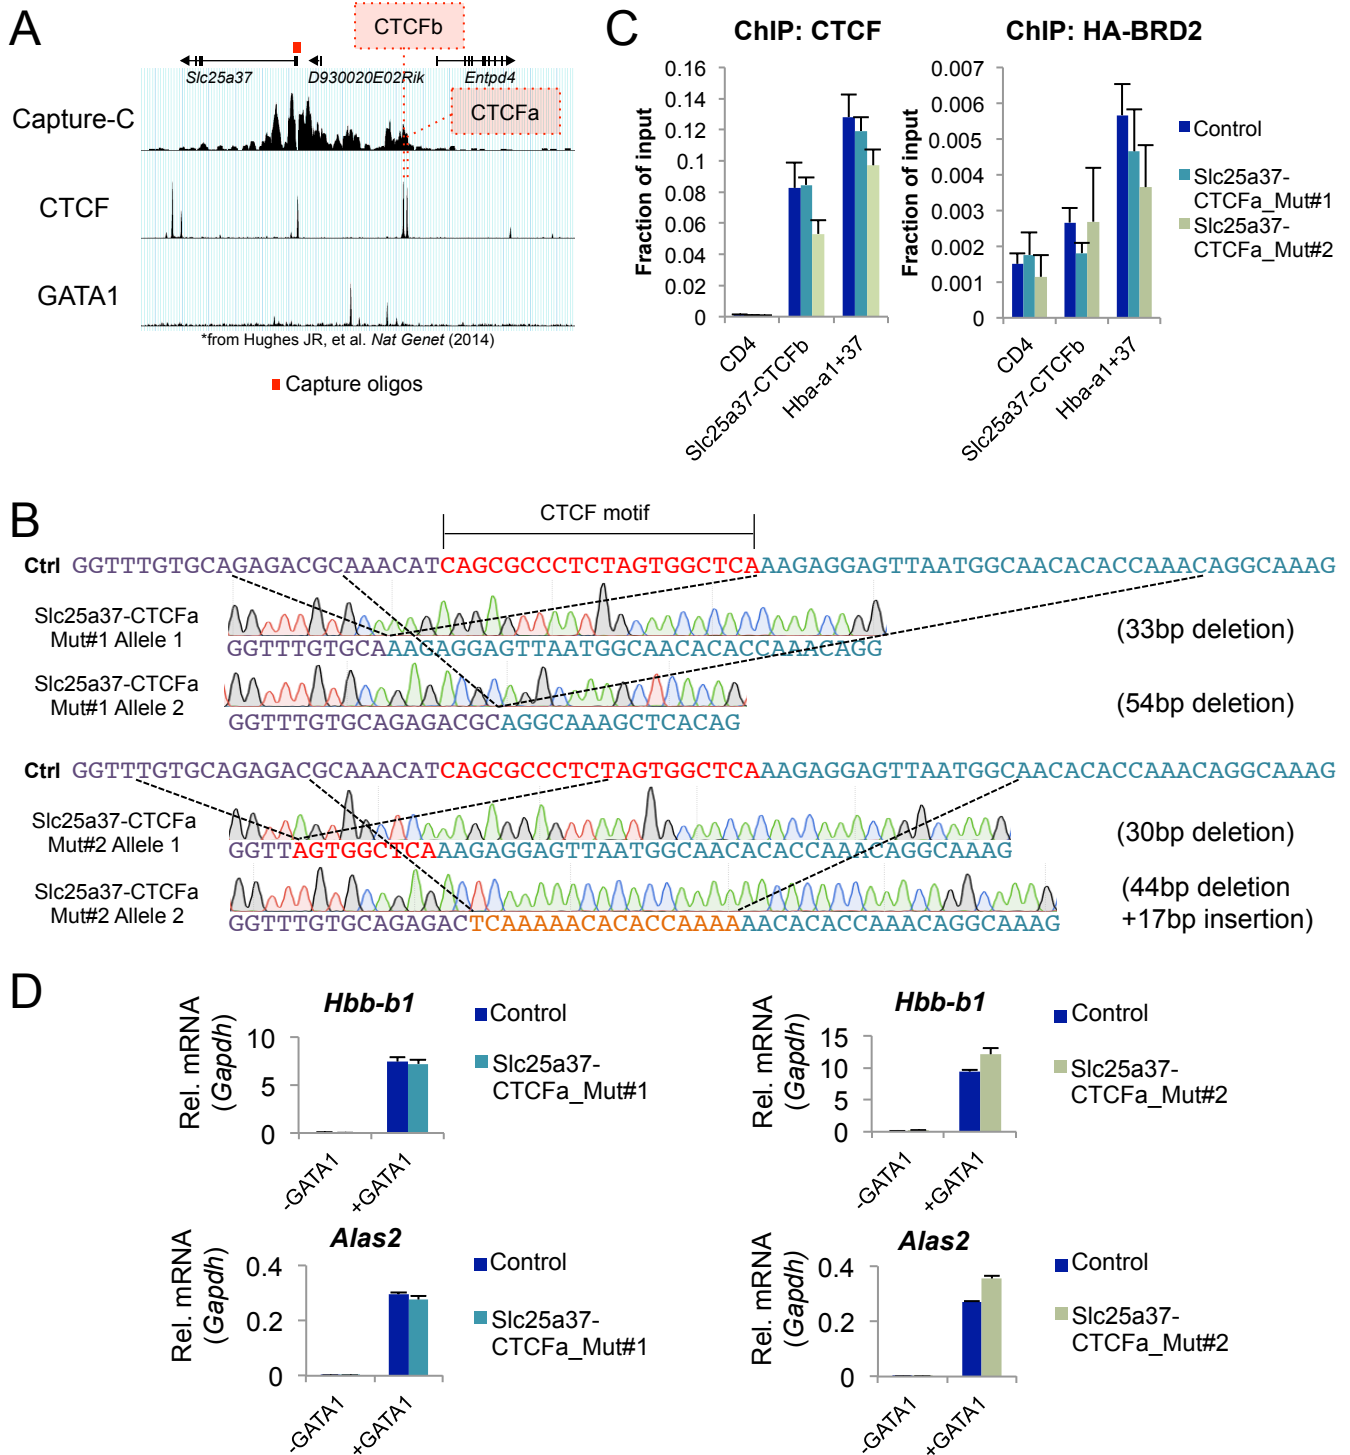 A
CTCFb
Slc25a37
D930020E02Rik
Entpd4
CTCFa
Capture-C
CTCF
GATA1
*from Hughes JR, et al. Nat Genet (2014)
Capture oligos
C
ChIP: CTCF
Fraction of input
0.16
0.14
0.12
0.1
0.08
0.06
0.04
0.02
0
CD4
Slc25a37-CTCFb
Hba-a1+37
ChIP: HA-BRD2
Fraction of input
0.007
0.006
0.005
0.004
0.003
0.002
0.001
0
CD4
Slc25a37-CTCFb
Hba-a1+37
Control
Slc25a37-
CTCFa_Mut#1
Slc25a37-
CTCFa_Mut#2
B
CTCF motif
Ctrl GGTTTGTGCAGAGACGCAAACATCAGCGCCCTCTAGTGGCTCAAAGAGGAGTTAATGGCAACACACCAAACAGGCAAAG
Slc25a37-CTCFa
Mut#1 Allele 1
GGTTTGTGCAAACAGGAGTTAATGGCAACACACCAAACAGG
(33bp deletion)
Slc25a37-CTCFa
Mut#1 Allele 2
GGTTTGTGCAGAGACGCAGGCAAAGCTCACAG
(54bp deletion)
Ctrl GGTTTGTGCAGAGACGCAAACATCAGCGCCCTCTAGTGGCTCAAAGAGGAGTTAATGGCAACACACCAAACAGGCAAAG
Slc25a37-CTCFa
Mut#2 Allele 1
GGTTAGTGGCTCAAAGAGGAGTTAATGGCAACACACCAAACAGGCAAAG
(30bp deletion)
Slc25a37-CTCFa
Mut#2 Allele 2
GGTTTGTGCAGAGACTCAAAAACACACCAAAAAACACACCAAACAGGCAAAG
(44bp deletion
+17bp insertion)
D
Hbb-b1
Rel. mRNA
(Gapdh)
10
5
0
-GATA1
+GATA1
Control
Slc25a37-
CTCFa_Mut#1
Hbb-b1
Rel. mRNA
(Gapdh)
15
10
5
0
-GATA1
+GATA1
Control
Slc25a37-
CTCFa_Mut#2
Alas2
Rel. mRNA
(Gapdh)
0.4
0.2
0
-GATA1
+GATA1
Control
Slc25a37-
CTCFa_Mut#1
Alas2
Rel. mRNA
(Gapdh)
0.4
0.2
0
-GATA1
+GATA1
Control
Slc25a37-
CTCFa_Mut#2